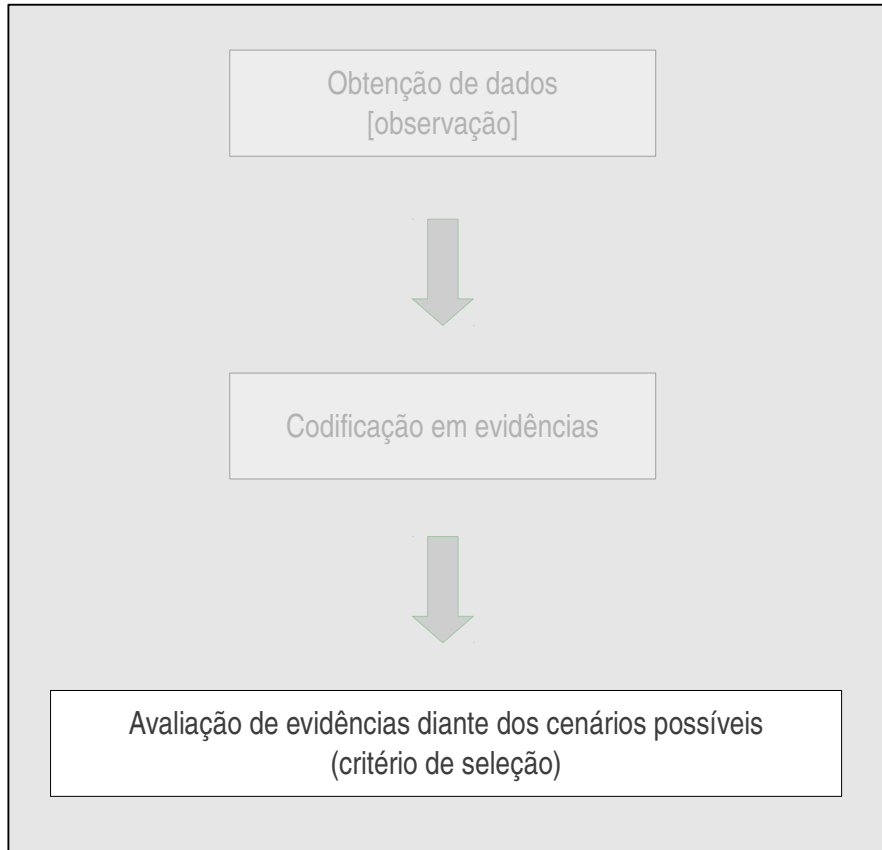 Obtenção de dados
[observação]
Codificação em evidências
Avaliação de evidências diante dos cenários possíveis
(critério de seleção)